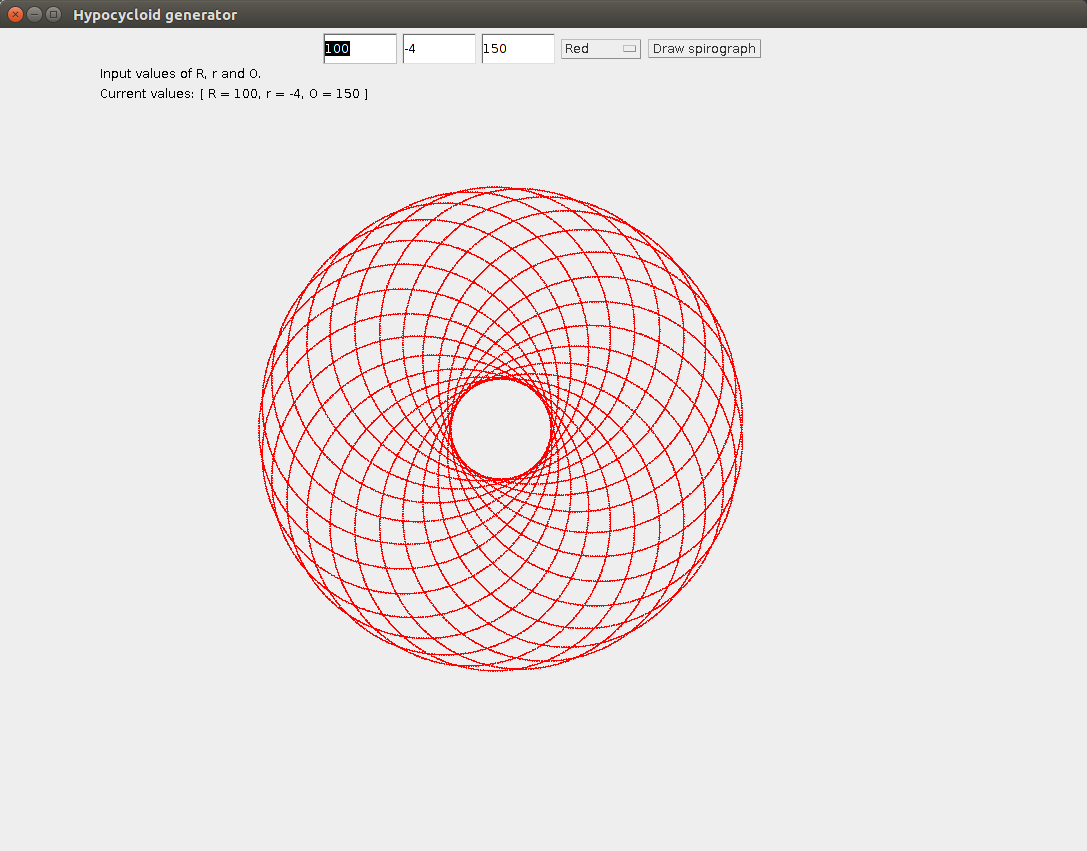 Hypocycloid generator
100 -4 150 Red Draw spirograph
Input values of R, r and O.
Current values: [ R = 100, r = -4, O = 150 ]